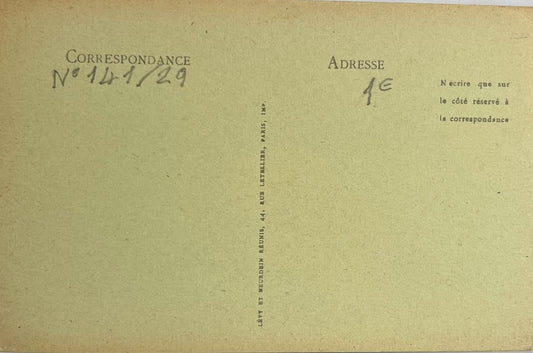 CORRESPONDANCE
N° 141/29
ADRESSE
1€
N'écrire que sur
le côté réservé à
la correspondance
LÉVY ET NEURDEIN RÉUNIS, 44, RUE LETELLIER, PARIS, IMP.